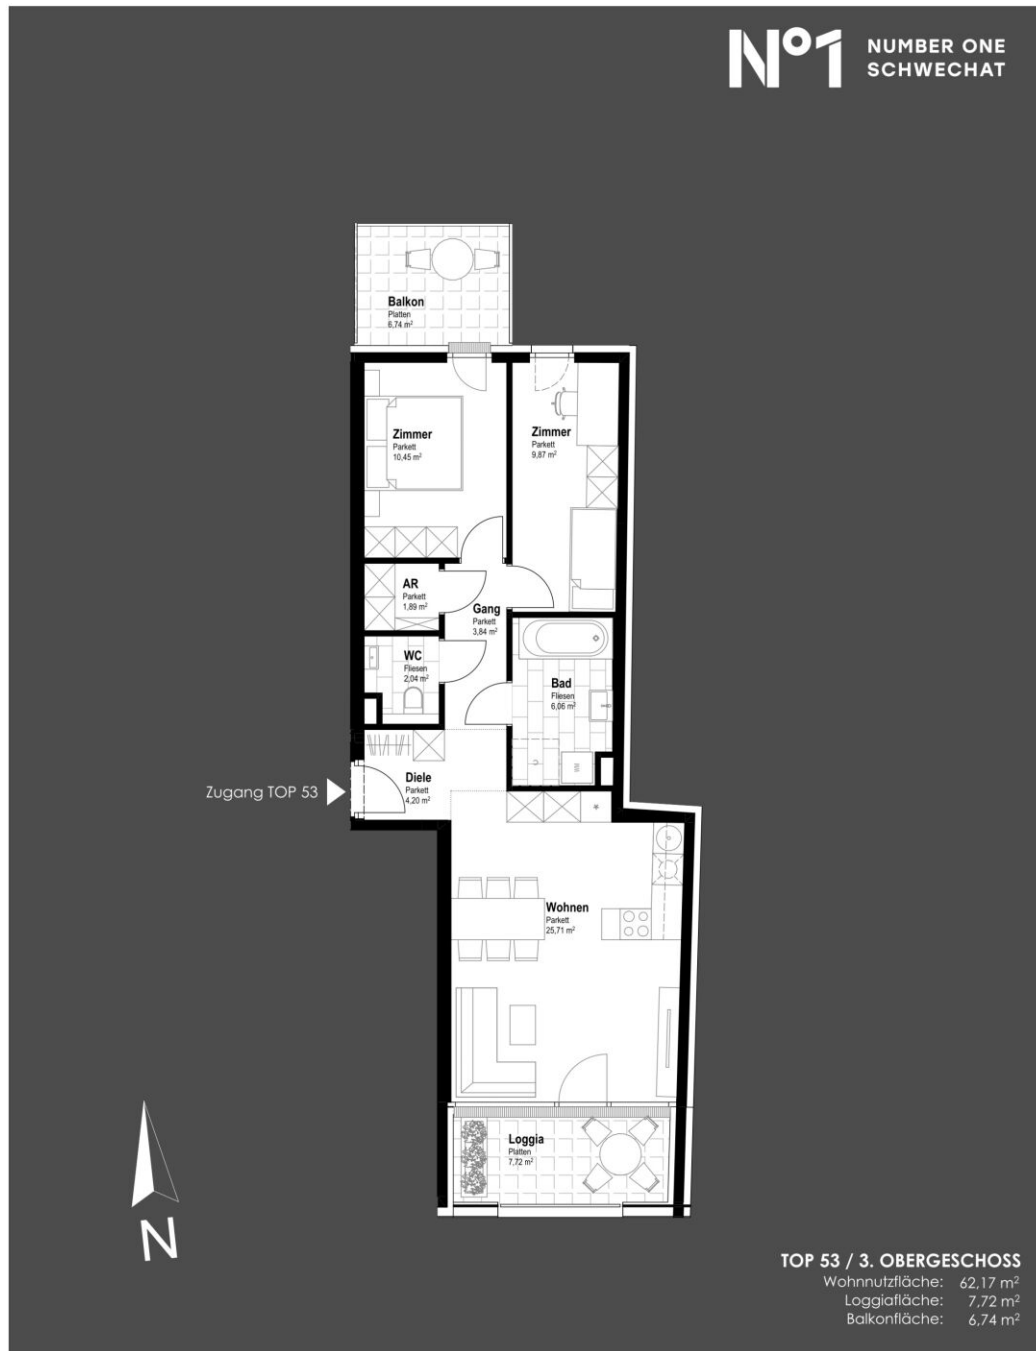 Nº1 NUMBER ONE
SCHWECHAT
Balkon
Platten
6,74 m²
Zimmer
Parkett
10,45 m²
Zimmer
Parkett
9,87 m²
AR
Parkett
1,89 m²
Gang
Parkett
3,84 m²
WC
Fliesen
2,04 m²
Bad
Fliesen
6,06 m²
Diele
Parkett
4,20 m²
Zugang TOP 53
Wohnen
Parkett
25,71 m²
Loggia
Platten
7,72 m²
N
TOP 53 / 3. OBERGESCHOSS
Wohnnutzfläche: 62,17 m²
Loggiafläche: 7,72 m²
Balkonfläche: 6,74 m²